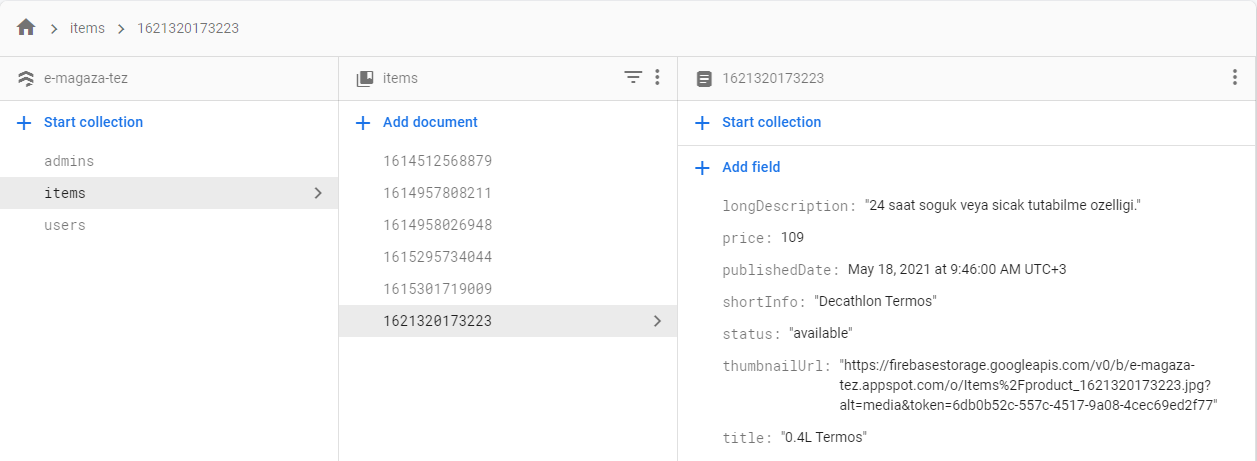 items
1621320173223
e-magaza-tez
Start collection
admins
items
users
items
Add document
1614512568879
1614957808211
1614958026948
1615295734044
1615301719009
1621320173223
1621320173223
Start collection
Add field
longDescription: "24 saat soguk veya sicak tutabilme ozelligi."
price: 109
publishedDate: May 18, 2021 at 9:46:00 AM UTC+3
shortInfo: "Decathlon Termos"
status: "available"
thumbnailUrl: "https://firebasestorage.googleapis.com/v0/b/e-magaza-
tez.appspot.com/o/Items%2Fproduct_1621320173223.jpg?
alt=media&token=6db0b52c-557c-4517-9a08-4cec69ed2f77"
title: "0.4L Termos"